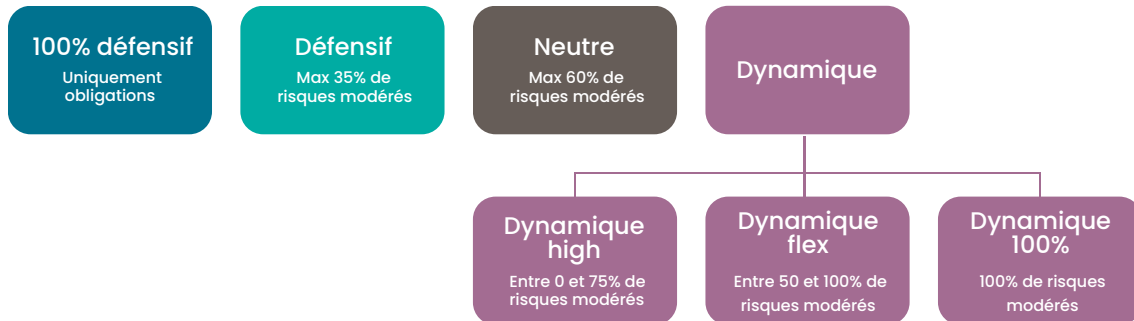 100% défensif
Uniquement
obligations
Défensif
Max 35% de
risques modérés
Neutre
Max 60% de
risques modérés
Dynamique
Dynamique
high
Entre 0 et 75% de
risques modérés
Dynamique
flex
Entre 50 et 100% de
risques modérés
Dynamique
100%
100% de risques
modérés